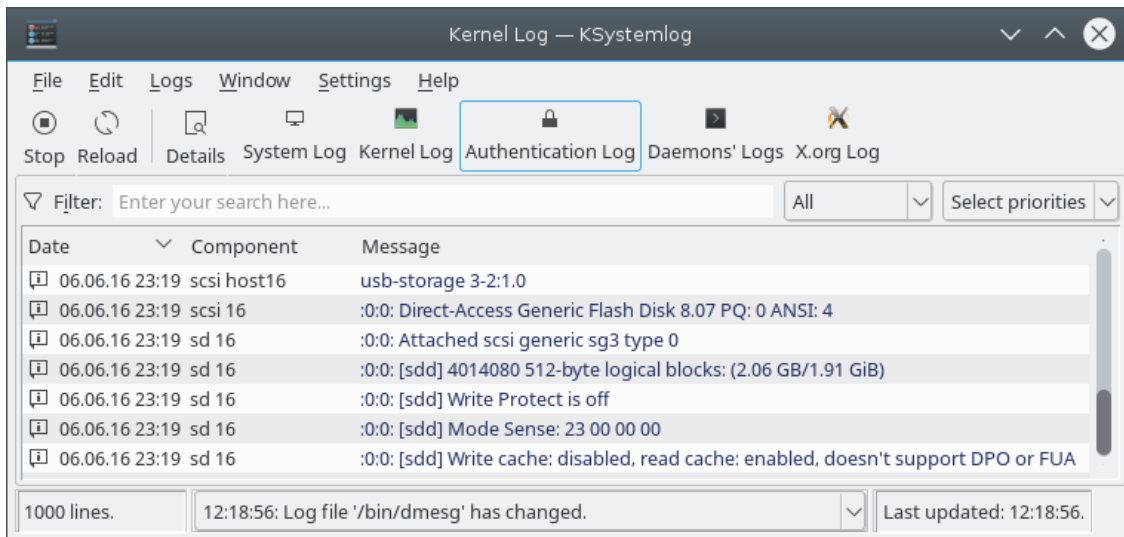 Kernel Log — KSystemlog
File Edit Logs Window Settings Help
Stop Reload Details System Log Kernel Log Authentication Log Daemons' Logs X.org Log
Filter: Enter your search here... All Select priorities
Date Component Message
06.06.16 23:19 scsi host16 usb-storage 3-2:1.0
06.06.16 23:19 scsi 16 :0:0: Direct-Access Generic Flash Disk 8.07 PQ: 0 ANSI: 4
06.06.16 23:19 sd 16 :0:0: Attached scsi generic sg3 type 0
06.06.16 23:19 sd 16 :0:0: [sdd] 4014080 512-byte logical blocks: (2.06 GB/1.91 GiB)
06.06.16 23:19 sd 16 :0:0: [sdd] Write Protect is off
06.06.16 23:19 sd 16 :0:0: [sdd] Mode Sense: 23 00 00 00
06.06.16 23:19 sd 16 :0:0: [sdd] Write cache: disabled, read cache: enabled, doesn't support DPO or FUA
1000 lines. 12:18:56: Log file '/bin/dmesg' has changed. Last updated: 12:18:56.